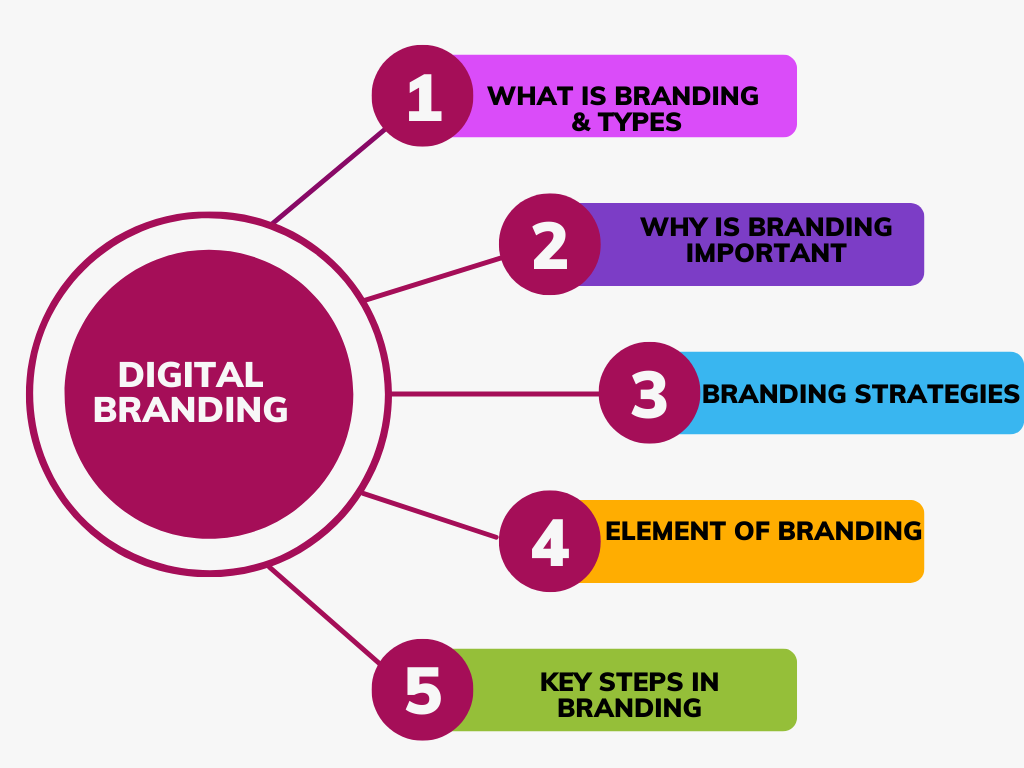 1
WHAT IS BRANDING
& TYPES
2
WHY IS BRANDING
IMPORTANT
DIGITAL
BRANDING
3
BRANDING STRATEGIES
4
ELEMENT OF BRANDING
5
KEY STEPS IN
BRANDING